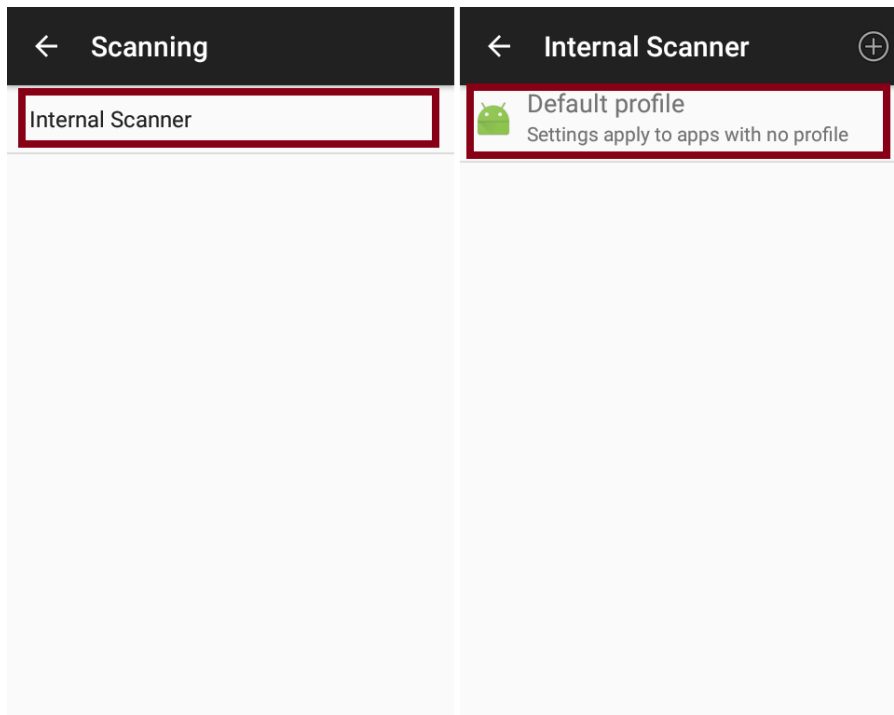 Scanning
Internal Scanner
Internal Scanner
Default profile
Settings apply to apps with no profile